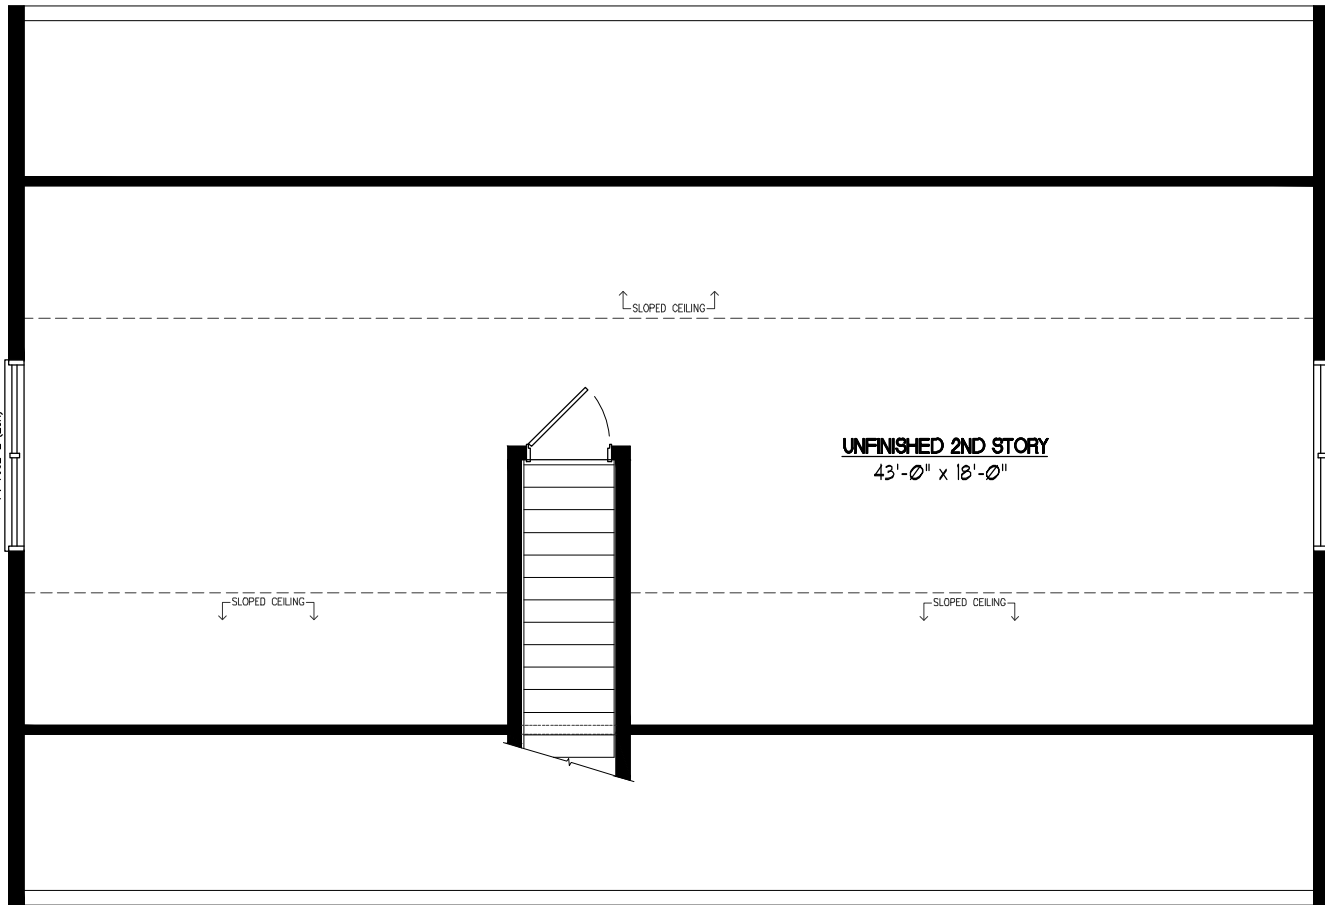 SLOPED CEILING
UNFINISHED 2ND STORY
43'-0" x 18'-0"
SLOPED CEILING
SLOPED CEILING